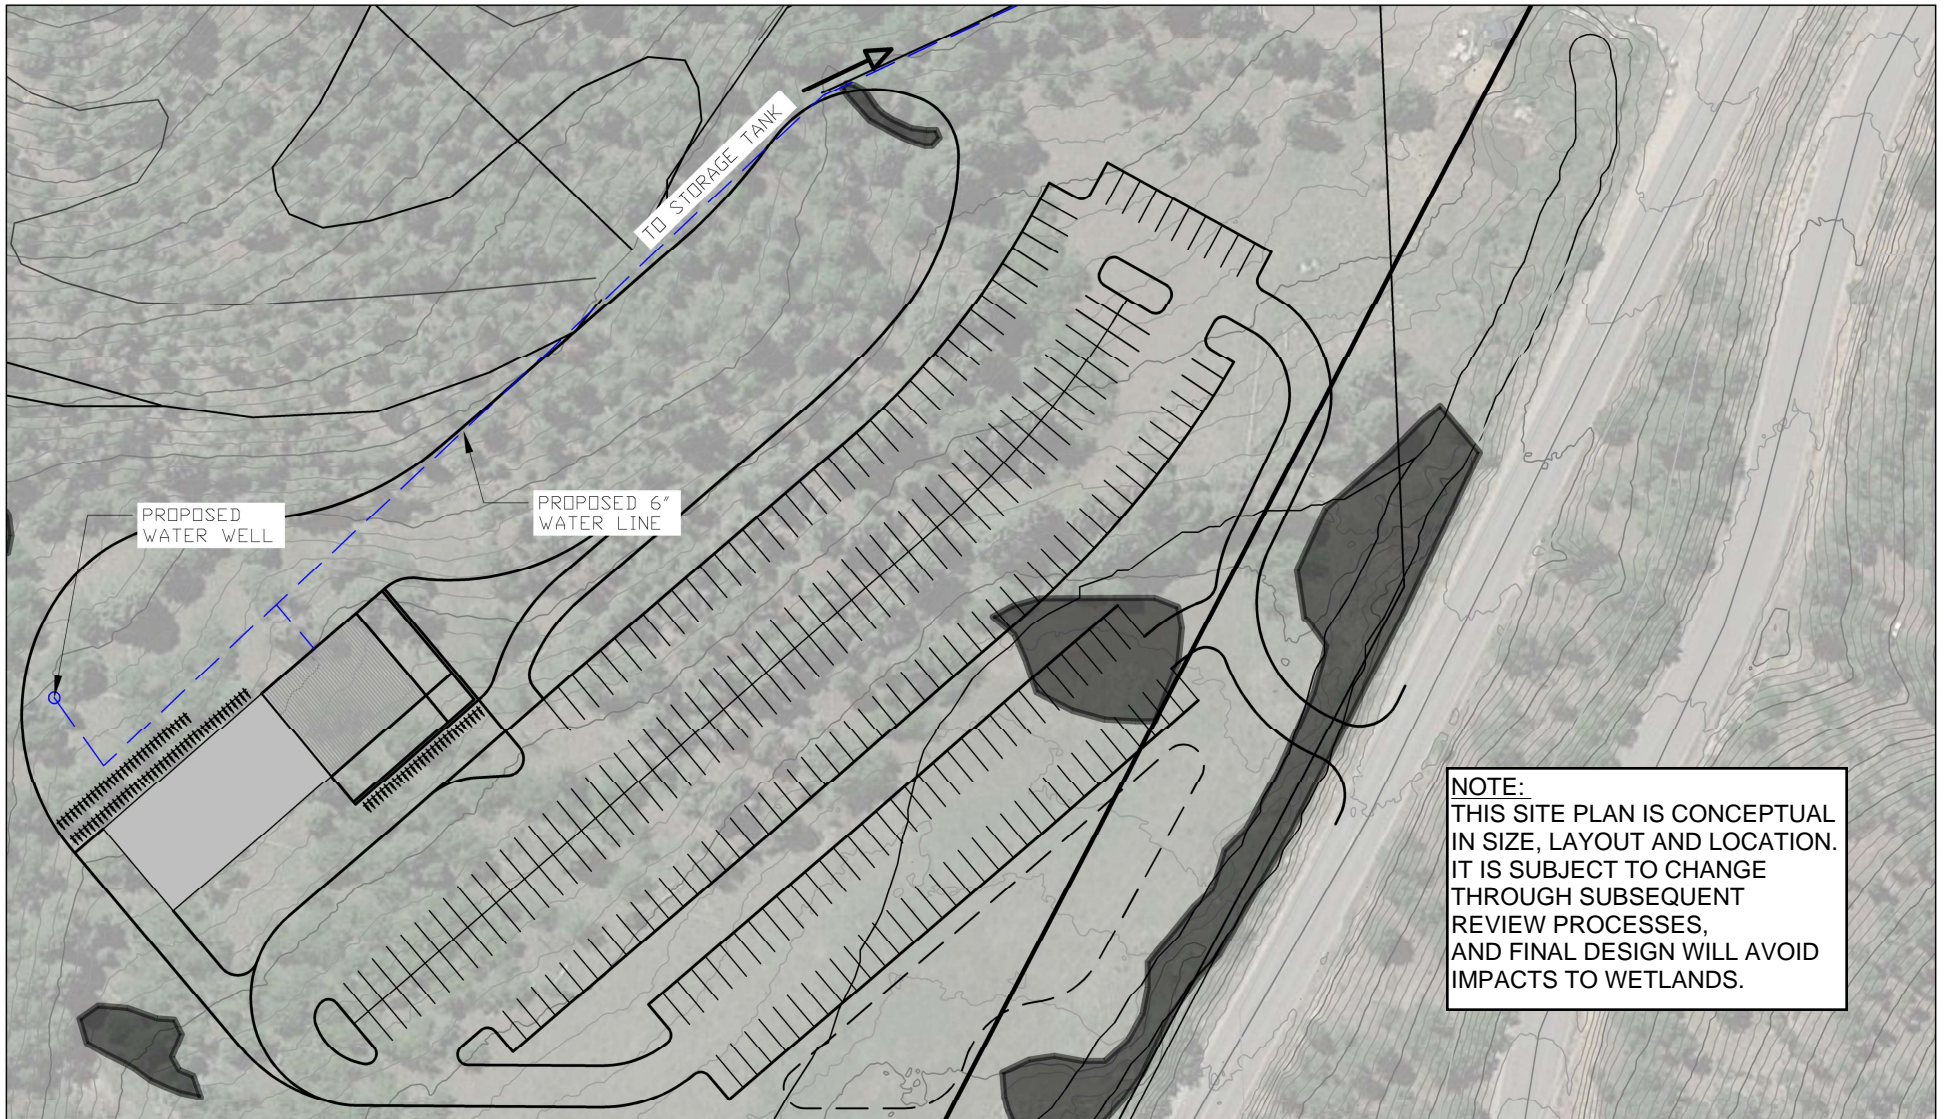 TO STORAGE TANK
PROPOSED
WATER WELL
PROPOSED 6"
WATER LINE
NOTE:
THIS SITE PLAN IS CONCEPTUAL
IN SIZE, LAYOUT AND LOCATION.
IT IS SUBJECT TO CHANGE
THROUGH SUBSEQUENT
REVIEW PROCESSES,
AND FINAL DESIGN WILL AVOID
IMPACTS TO WETLANDS.